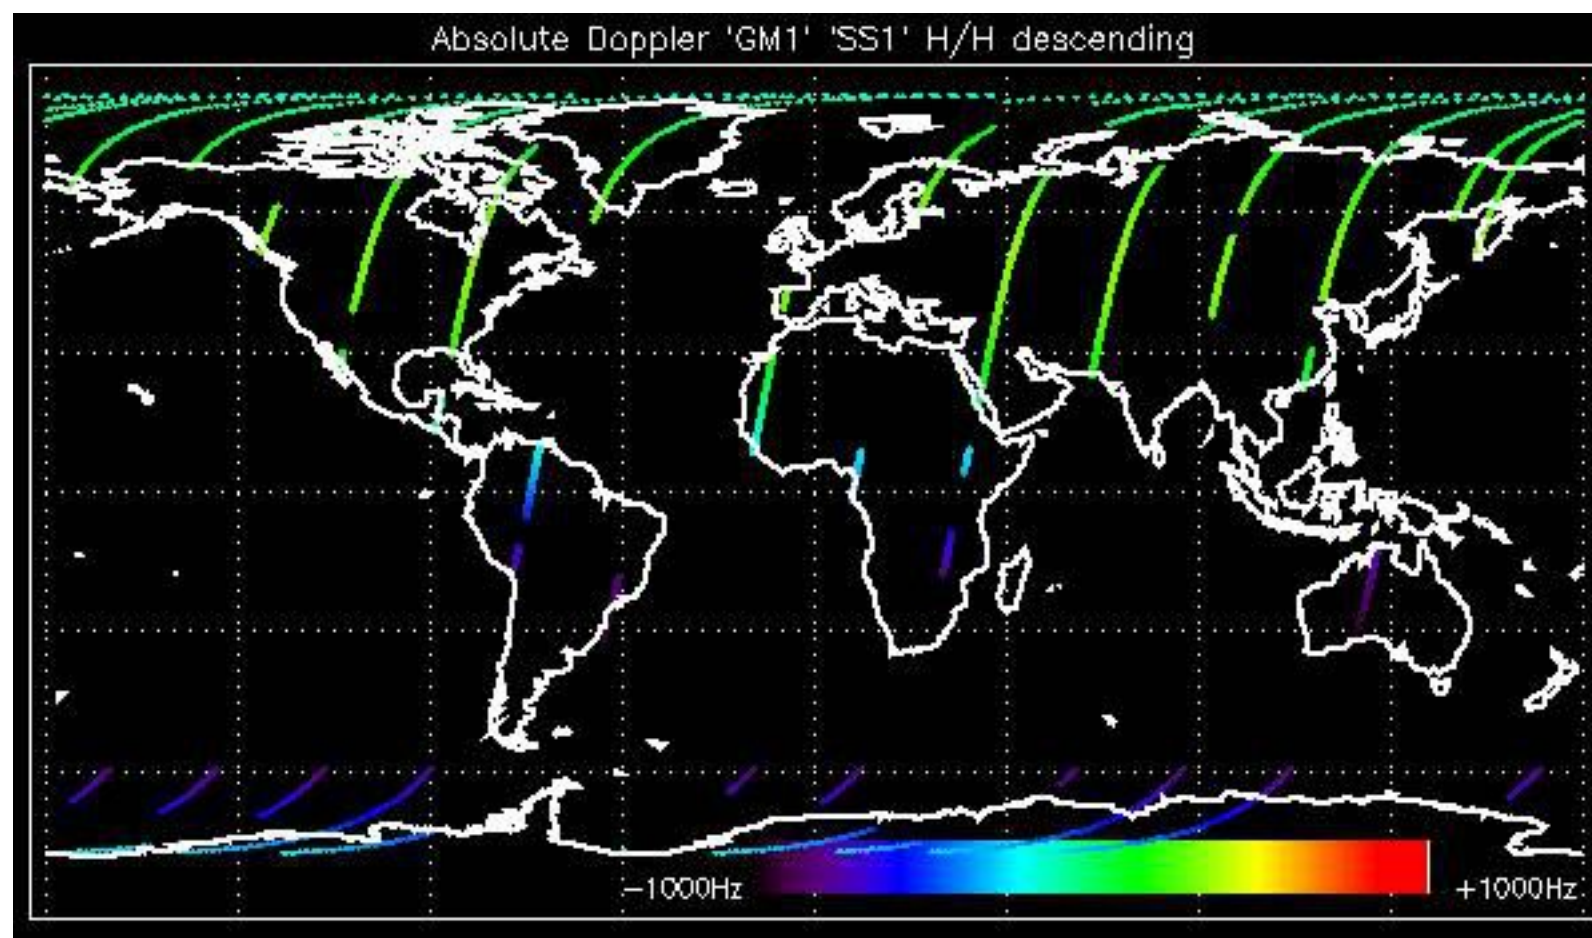 Absolute Doppler 'GM1' 'SS1' H/H descending
-1000Hz
+1000Hz